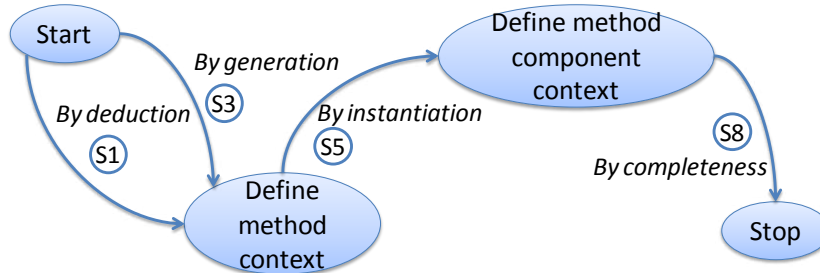 Start
By generation
S3
By deduction
S1
Define method
component
context
By instantiation
S5
S8
By completeness
Define
method
context
Stop